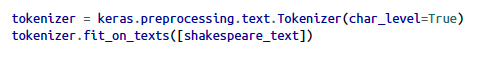 tokenizer = keras.preprocessing.text.Tokenizer(char_level=True)
tokenizer.fit_on_texts([shakespeare_text])